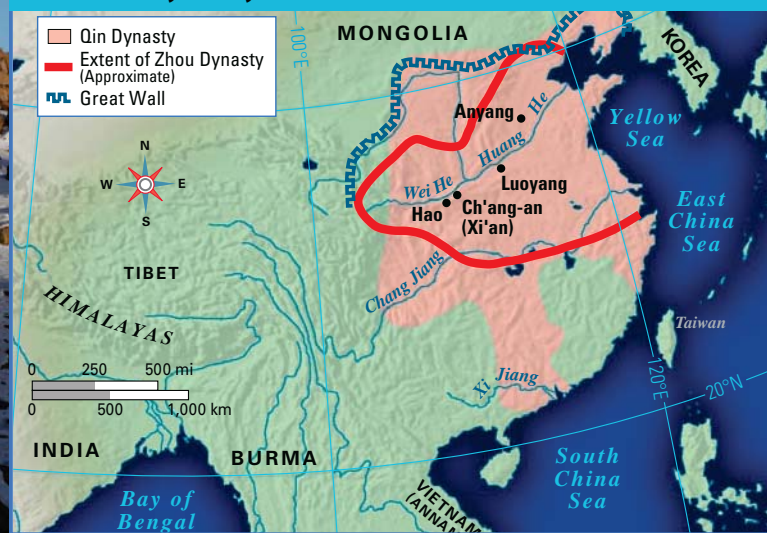 Qin Dynasty
Extent of Zhou Dynasty
(Approximate)
Great Wall
100°E
MONGOLIA
KOREA
Anyang
He
Huang
Yellow
Sea
Wei He
Luoyang
Hao
Ch'ang-an
(Xi'an)
East
China
Sea
N
W
E
S
TIBET
HIMALAYAS
Chang Jiang
Taiwan
0 250 500 mi
0 500 1,000 km
Xi Jiang
120°E
20°N
INDIA
BURMA
South
China
Sea
Bay of
Bengal
VIETNAM
(ANNAM)